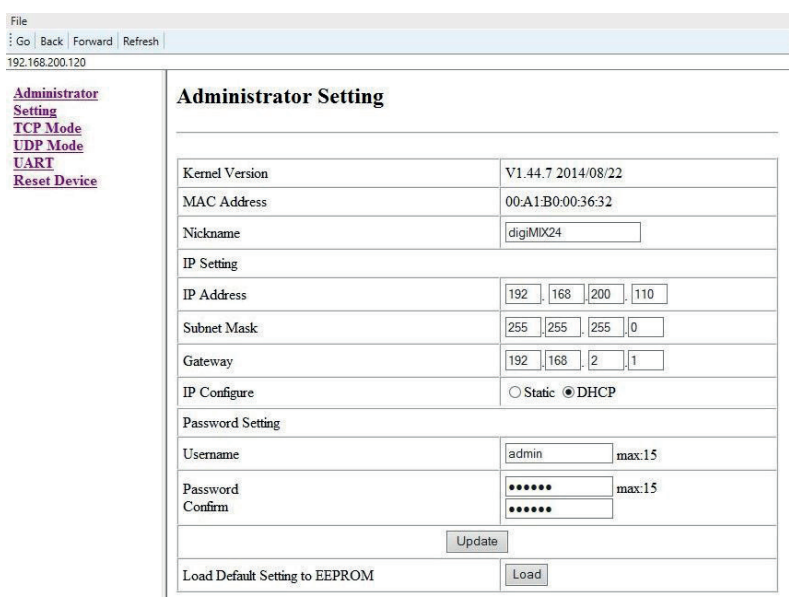 File
Go Back Forward Refresh
192.168.200.120
Administrator
Setting
TCP Mode
UDP Mode
UART
Reset Device
Administrator Setting
Kernel Version V1.44.7 2014/08/22
MAC Address 00:A1:B0:00:36:32
Nickname digiMIX24
IP Setting
IP Address 192 . 168 .200 . 110
Subnet Mask 255 .255 . 255 .0
Gateway 192 .168 . 2 .1
IP Configure Static DHCP
Password Setting
Username admin max:15
Password •••••• max:15
Confirm ••••••
Update
Load Default Setting to EEPROM Load